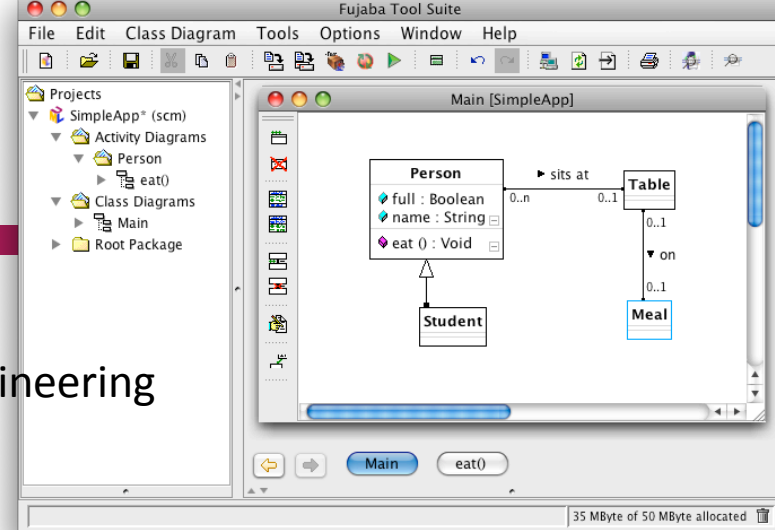 Fujaba Tool Suite
File Edit Class Diagram Tools Options Window Help
Projects
SimpleApp* (scm)
Activity Diagrams
Person
eat()
Class Diagrams
Main
Root Package
ineering
Main [SimpleApp]
Person
full : Boolean
name : String
eat () : Void
sits at
0..n
0..1
Table
0..1
on
0..1
Meal
Student
Main
eat()
35 MByte of 50 MByte allocated